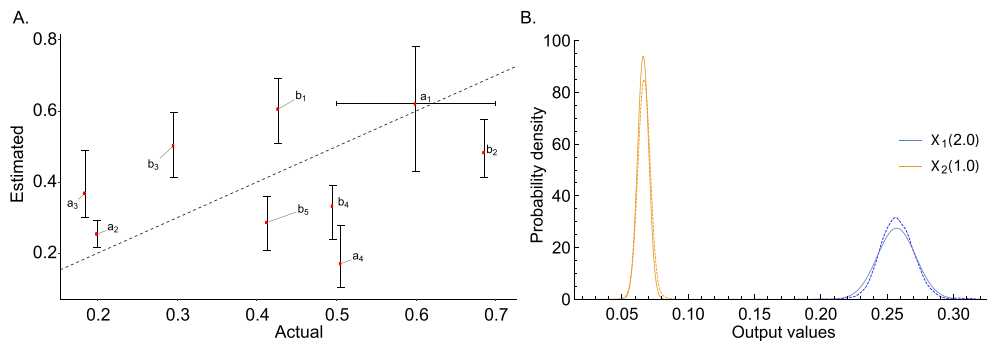 A.
0.8
0.6
0.4
0.2
Estimated
b1
a1
b3
b2
a3
a2
b5
b4
a4
0.2
0.3
0.4
0.5
0.6
0.7
Actual
B.
100
80
60
40
20
0
Probability density
X1(2.0)
X2(1.0)
0.05
0.10
0.15
0.20
0.25
0.30
Output values